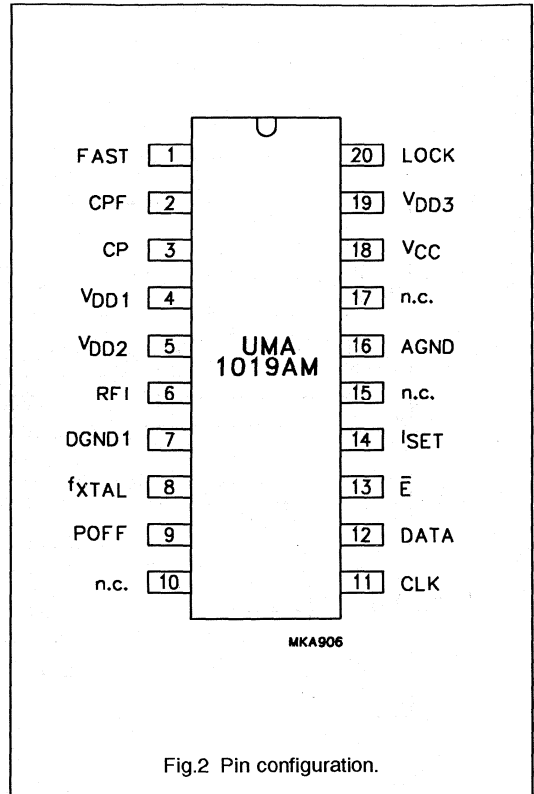 FAST 1 20 LOCK
CPF 2 19 VDD3
CP 3 18 VCC
VDD1 4 17 n.c.
VDD2 5 16 AGND
UMA
1019AM
RFI 6 15 n.c.
DGND1 7 14 ISET
fXTAL 8 13 E̅
POFF 9 12 DATA
n.c. 10 11 CLK
MKA906
Fig.2 Pin configuration.